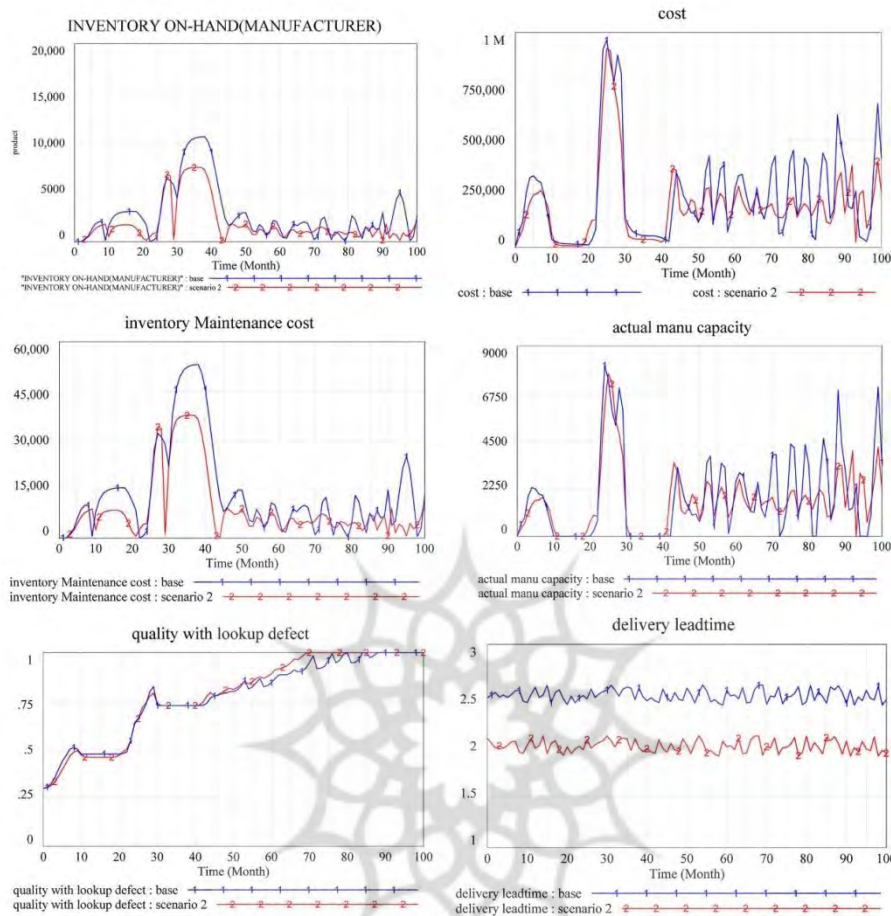 INVENTORY ON-HAND(MANUFACTURER)
20,000
15,000
10,000
5000
0
product
0 10 20 30 40 50 60 70 80 90 100
Time (Month)
"INVENTORY ON-HAND(MANUFACTURER)" : base
"INVENTORY ON-HAND(MANUFACTURER)" : scenario 2
cost
1 M
750,000
500,000
250,000
0
0 10 20 30 40 50 60 70 80 90 100
Time (Month)
cost : base
cost : scenario 2
inventory Maintenance cost
60,000
45,000
30,000
15,000
0
0 10 20 30 40 50 60 70 80 90 100
Time (Month)
inventory Maintenance cost : base
inventory Maintenance cost : scenario 2
actual manu capacity
9000
6750
4500
2250
0
0 10 20 30 40 50 60 70 80 90 100
Time (Month)
actual manu capacity : base
actual manu capacity : scenario 2
quality with lookup defect
1
.75
.5
.25
0
0 10 20 30 40 50 60 70 80 90 100
Time (Month)
quality with lookup defect : base
quality with lookup defect : scenario 2
delivery leadtime
3
2.5
2
1.5
1
0 10 20 30 40 50 60 70 80 90 100
Time (Month)
delivery leadtime : base
delivery leadtime : scenario 2